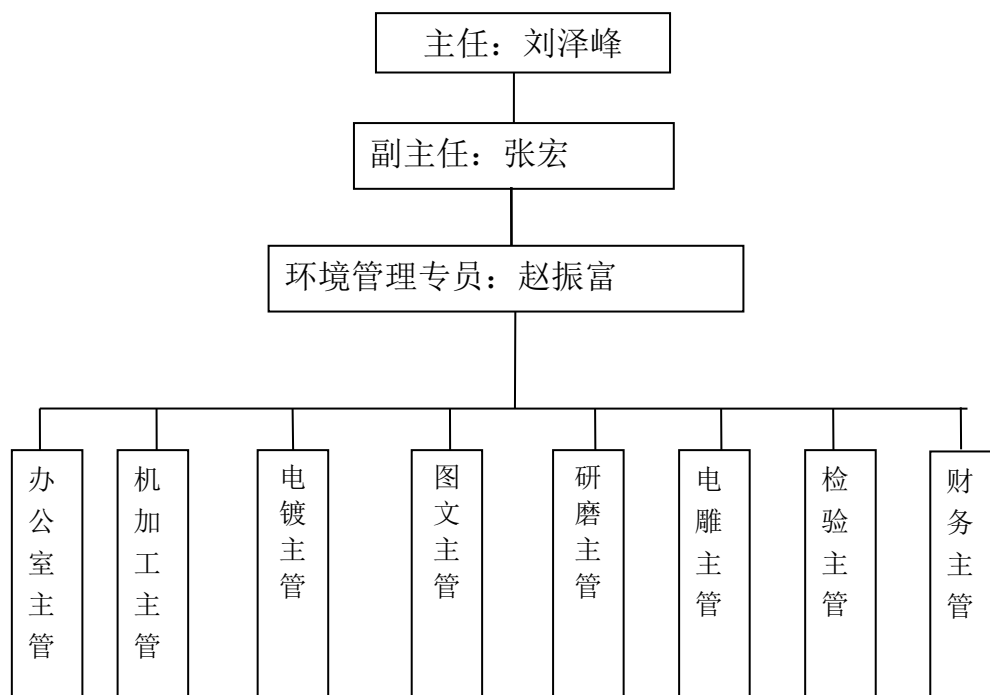 主任：刘泽峰
副主任：张宏
环境管理专员：赵振富
办公室主管
机加工主管
电镀主管
图文主管
研磨主管
电雕主管
检验主管
财务主管